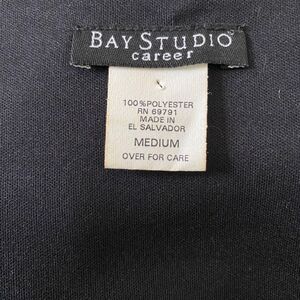 BAY STUDIO
career
100%POLYESTER
RN 69791
MADE IN
EL SALVADOR
MEDIUM
OVER FOR CARE